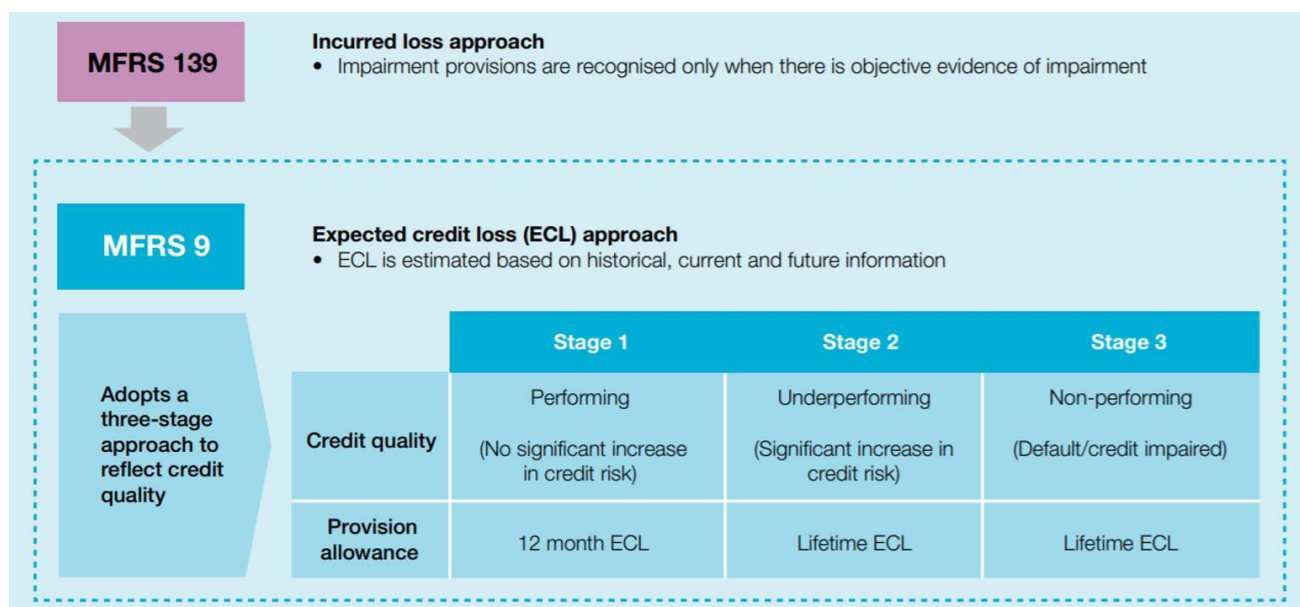 MFRS 139
Incurred loss approach
• Impairment provisions are recognised only when there is objective evidence of impairment
MFRS 9
Expected credit loss (ECL) approach
• ECL is estimated based on historical, current and future information
Adopts a
three-stage
approach to
reflect credit
quality
Stage 1
Stage 2
Stage 3
Credit quality
Performing
(No significant increase
in credit risk)
Underperforming
(Significant increase in
credit risk)
Non-performing
(Default/credit impaired)
Provision
allowance
12 month ECL
Lifetime ECL
Lifetime ECL